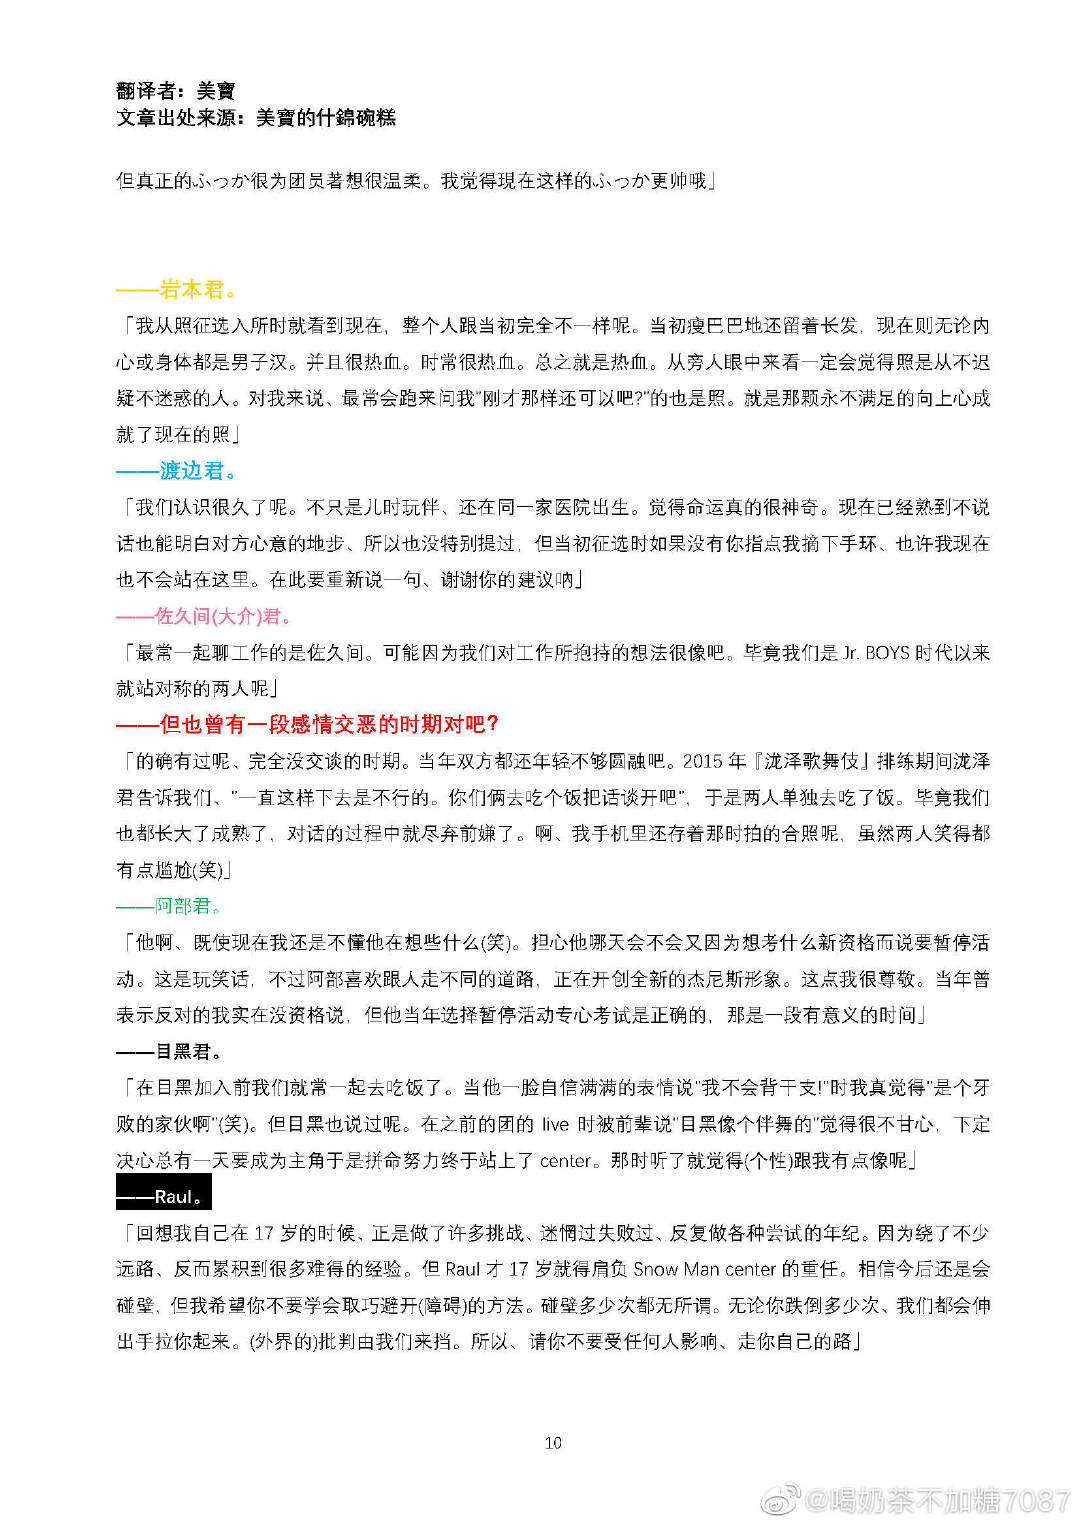 翻译者：美寶
文章出处来源：美寶的什錦碗糕
但真正的ふっか很为团员著想很温柔。我觉得現在这样的ふっか更帅哦」
——岩本君。
「我从照征选入所时就看到现在，整个人跟当初完全不一样呢。当初瘦巴巴地还留着长发，现在则无论内
心或身体都是男子汉。并且很热血。时常很热血。总之就是热血。从旁人眼中来看一定会觉得照是从不迟
疑不迷惑的人。对我来说、最常会跑来问我"刚才那样还可以吧?"的也是照。就是那颗永不满足的向上心成
就了现在的照」
——渡边君。
「我们认识很久了呢。不只是儿时玩伴、还在同一家医院出生。觉得命运真的很神奇。现在已经熟到不说
话也能明白对方心意的地步、所以也没特别提过，但当初征选时如果没有你指点我摘下手环、也许我现在
也不会站在这里。在此要重新说一句、谢谢你的建议呐」
——佐久间(大介)君。
「最常一起聊工作的是佐久间。可能因为我们对工作所抱持的想法很像吧。毕竟我们是 Jr. BOYS 时代以来
就站对称的两人呢」
——但也曾有一段感情交恶的时期对吧？
「的确有过呢、完全没交谈的时期。当年双方都还年轻不够圆融吧。2015 年『泷泽歌舞伎』排练期间泷泽
君告诉我们、"一直这样下去是不行的。你们俩去吃个饭把话谈开吧"，于是两人单独去吃了饭。毕竟我们
也都长大了成熟了，对话的过程中就尽弃前嫌了。啊、我手机里还存着那时拍的合照呢，虽然两人笑得都
有点尴尬(笑)」
——阿部君。
「他啊、既使现在我还是不懂他在想些什么(笑)。担心他哪天会不会又因为想考什么新资格而说要暂停活
动。这是玩笑话，不过阿部喜欢跟人走不同的道路，正在开创全新的杰尼斯形象。这点我很尊敬。当年曾
表示反对的我实在没资格说，但他当年选择暂停活动专心考试是正确的，那是一段有意义的时间」
——目黑君。
「在目黑加入前我们就常一起去吃饭了。当他一脸自信满满的表情说"我不会背干支!"时我真觉得"是个牙
败的家伙啊"(笑)。但目黑也说过呢。在之前的团的 live 时被前辈说"目黑像个伴舞的"觉得很不甘心，下定
决心总有一天要成为主角于是拼命努力终于站上了 center。那时听了就觉得(个性)跟我有点像呢」
——Raul。
「回想我自己在 17 岁的时候、正是做了许多挑战、迷惘过失败过、反复做各种尝试的年纪。因为绕了不少
远路、反而累积到很多难得的经验。但 Raul 才 17 岁就得肩负 Snow Man center 的重任。相信今后还是会
碰壁，但我希望你不要学会取巧避开(障碍)的方法。碰壁多少次都无所谓。无论你跌倒多少次、我们都会伸
出手拉你起来。(外界的)批判由我们来挡。所以、请你不要受任何人影响、走你自己的路」
10
@喝奶茶不加糖7087